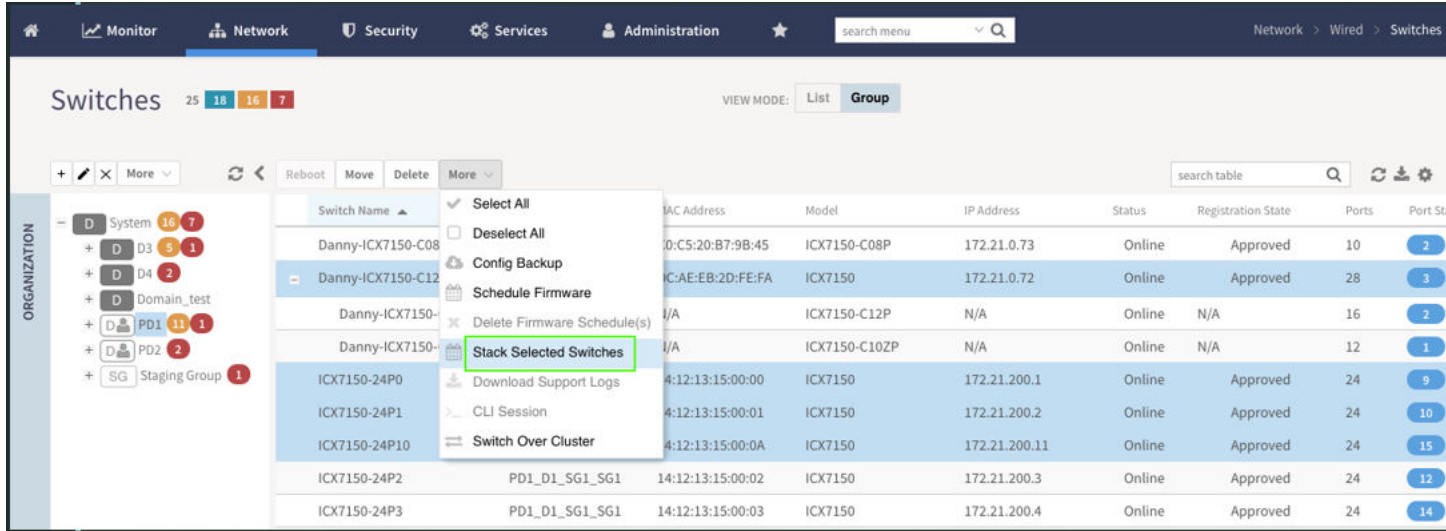 Monitor Network Security Services Administration search menu Network > Wired > Switches
Switches 25 18 16 7 VIEW MODE: List Group
More Reboot Move Delete More search table
ORGANIZATION
System 16 7
D D3 5 1
D D4 2
D Domain_test
D PD1 11 1
D PD2 2
SG Staging Group 1
Select All
Deselect All
Config Backup
Schedule Firmware
Delete Firmware Schedule(s)
Stack Selected Switches
Download Support Logs
CLI Session
Switch Over Cluster
Switch Name MAC Address Model IP Address Status Registration State Ports Port St
Danny-ICX7150-C08 0:C5:20:B7:9B:45 ICX7150-C08P 172.21.0.73 Online Approved 10 2
Danny-ICX7150-C12 C:AE:EB:2D:FE:FA ICX7150 172.21.0.72 Online Approved 28 3
Danny-ICX7150- N/A ICX7150-C12P N/A Online N/A 16 2
Danny-ICX7150- N/A ICX7150-C10ZP N/A Online N/A 12 1
ICX7150-24P0 4:12:13:15:00:00 ICX7150 172.21.200.1 Online Approved 24 9
ICX7150-24P1 4:12:13:15:00:01 ICX7150 172.21.200.2 Online Approved 24 10
ICX7150-24P10 4:12:13:15:00:0A ICX7150 172.21.200.11 Online Approved 24 15
ICX7150-24P2 PD1_D1_SG1_SG1 14:12:13:15:00:02 ICX7150 172.21.200.3 Online Approved 24 12
ICX7150-24P3 PD1_D1_SG1_SG1 14:12:13:15:00:03 ICX7150 172.21.200.4 Online Approved 24 14